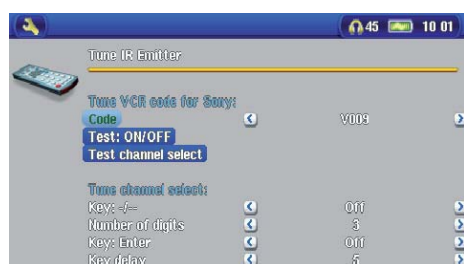 45 10 01
Tune IR Emitter
Tune VCR code for Sony:
Code V009
Test: ON/OFF
Test channel select
Tune channel select:
Key: -/-- Off
Number of digits 3
Key: Enter Off
Key delay 5